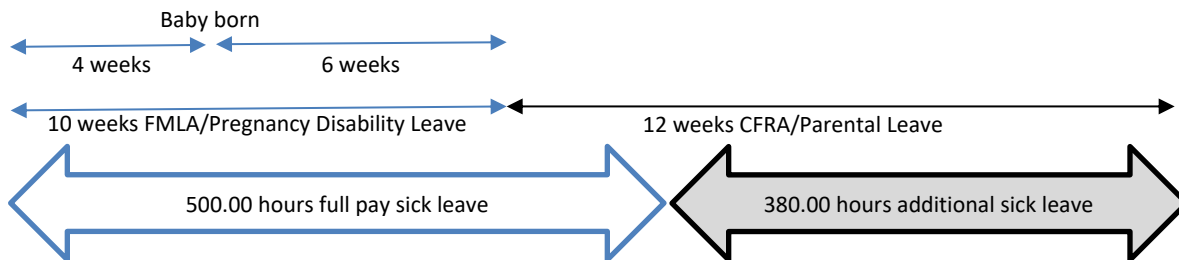 Baby born
4 weeks
6 weeks
10 weeks FMLA/Pregnancy Disability Leave
12 weeks CFRA/Parental Leave
500.00 hours full pay sick leave
380.00 hours additional sick leave